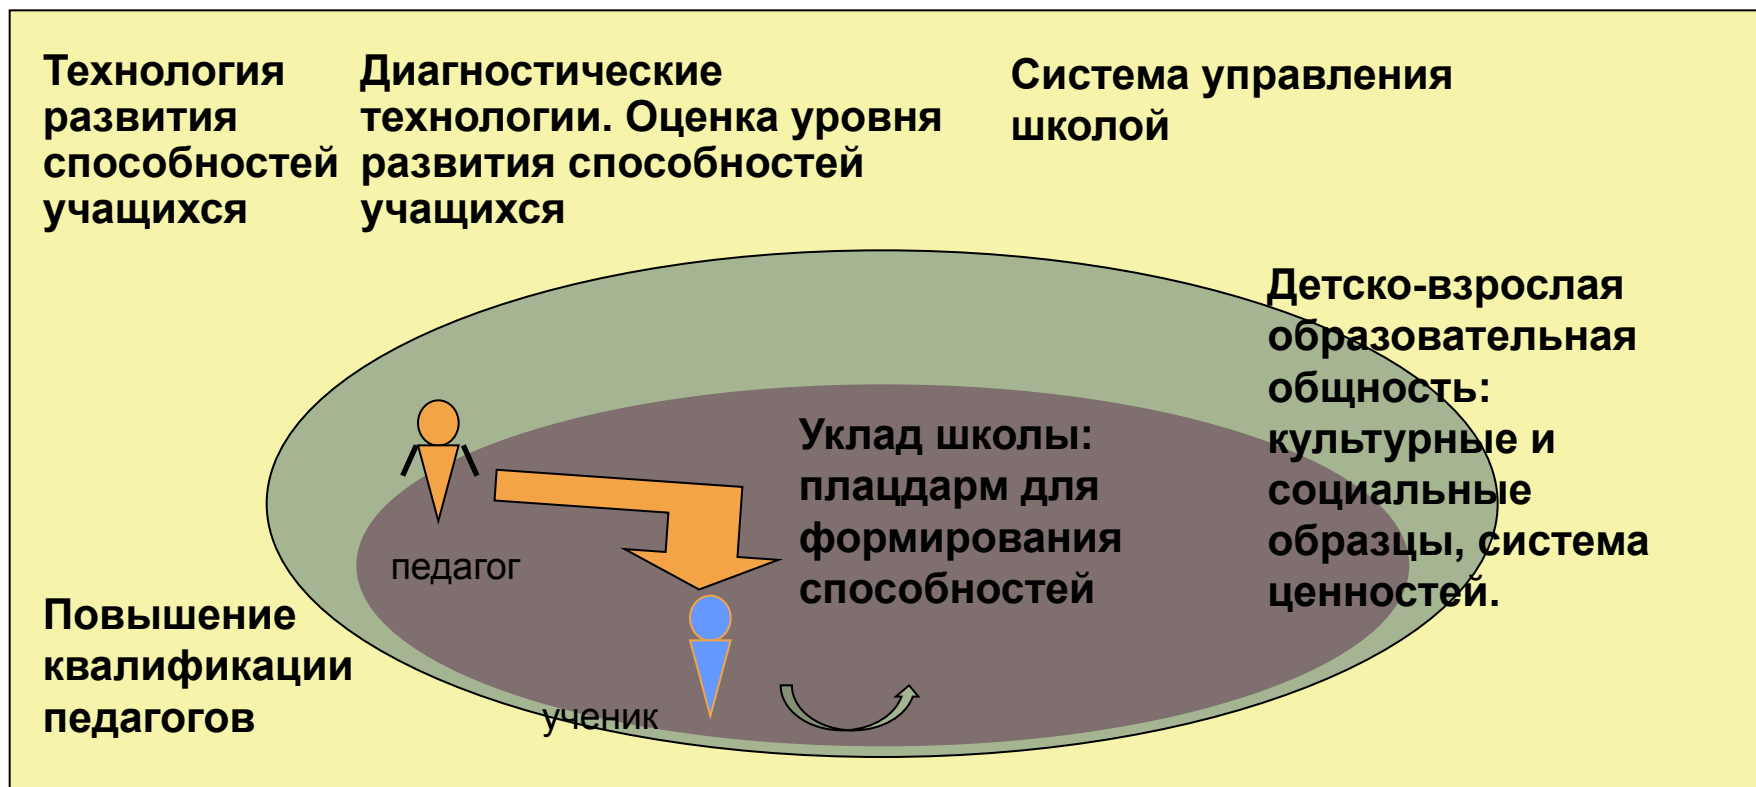 Технология
развития
способностей
учащихся
Диагностические
технологии. Оценка уровня
развития способностей
учащихся
Система управления
школой
Детско-взрослая
образовательная
общность:
культурные и
социальные
образцы, система
ценностей.
Уклад школы:
плацдарм для
формирования
способностей
педагог
Повышение
квалификации
педагогов
ученик